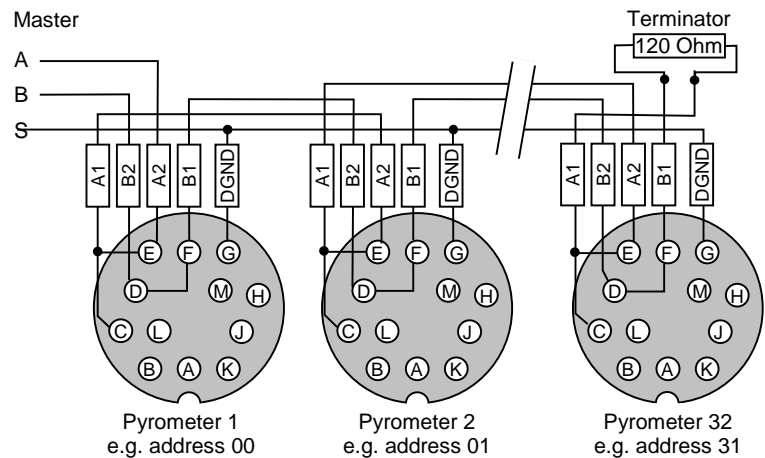 Master
Terminator
120 Ohm
A
B
S
A1 B2 A2 B1 DGND
A1 B2 A2 B1 DGND
A1 B2 A2 B1 DGND
E F G
D M H
C L J
B A K
E F G
D M H
C L J
B A K
E F G
D M H
C L J
B A K
Pyrometer 1
e.g. address 00
Pyrometer 2
e.g. address 01
Pyrometer 32
e.g. address 31